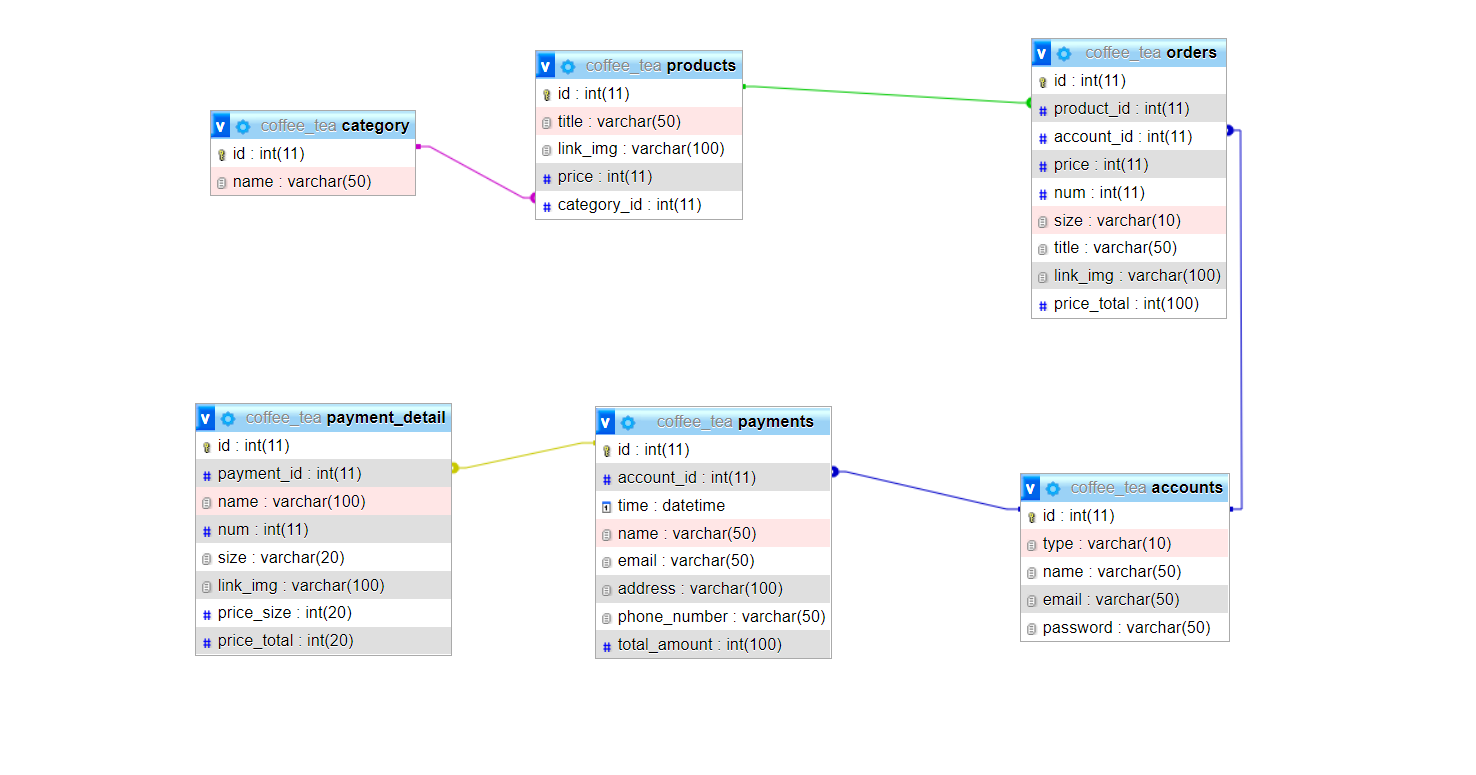 v coffee_tea category
id : int(11)
name : varchar(50)
v coffee_tea products
id : int(11)
title : varchar(50)
link_img : varchar(100)
# price : int(11)
# category_id : int(11)
v coffee_tea orders
id : int(11)
# product_id : int(11)
# account_id : int(11)
# price : int(11)
# num : int(11)
size : varchar(10)
title : varchar(50)
link_img : varchar(100)
# price_total : int(100)
v coffee_tea payment_detail
id : int(11)
# payment_id : int(11)
name : varchar(100)
# num : int(11)
size : varchar(20)
link_img : varchar(100)
# price_size : int(20)
# price_total : int(20)
v coffee_tea payments
id : int(11)
# account_id : int(11)
time : datetime
name : varchar(50)
email : varchar(50)
address : varchar(100)
phone_number : varchar(50)
# total_amount : int(100)
v coffee_tea accounts
id : int(11)
type : varchar(10)
name : varchar(50)
email : varchar(50)
password : varchar(50)